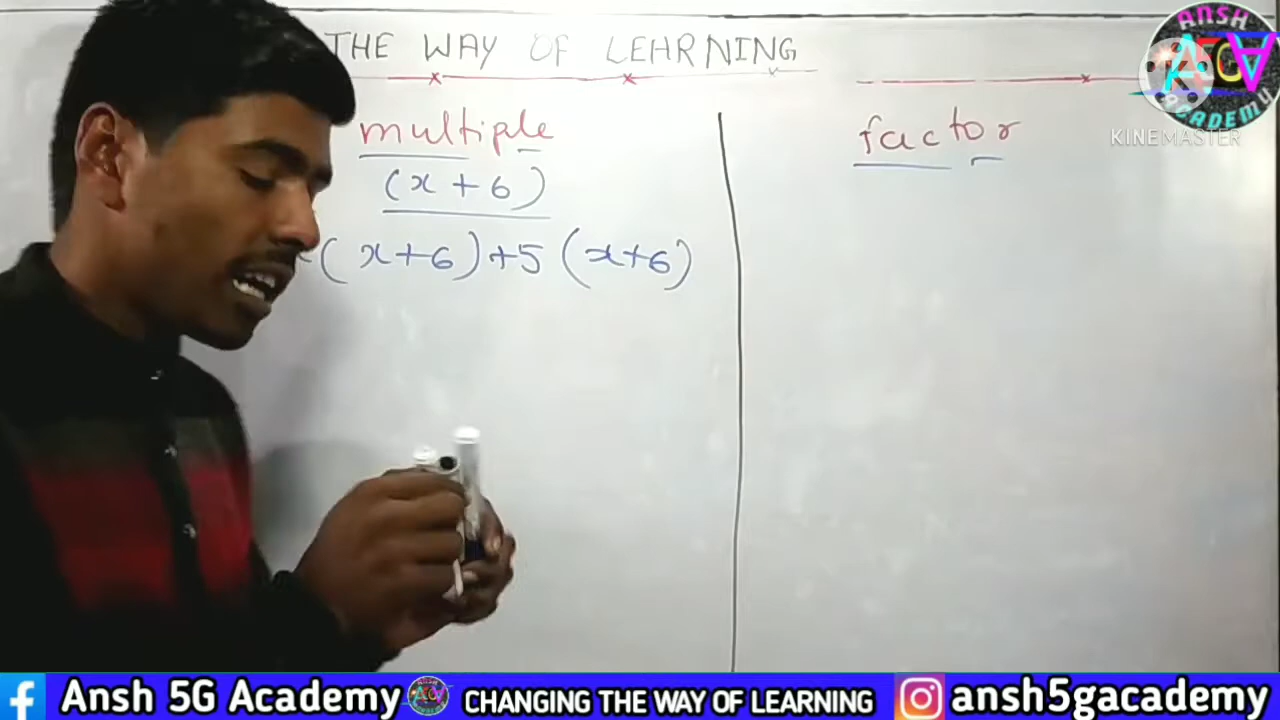 THE WAY OF LEARNING
ANSH
A5GA
ACADEMY
KINEMASTER
multiple
factor
(x + 6)
(x+6)+5(x+6)
Ansh 5G Academy
CHANGING THE WAY OF LEARNING
ansh5gacademy